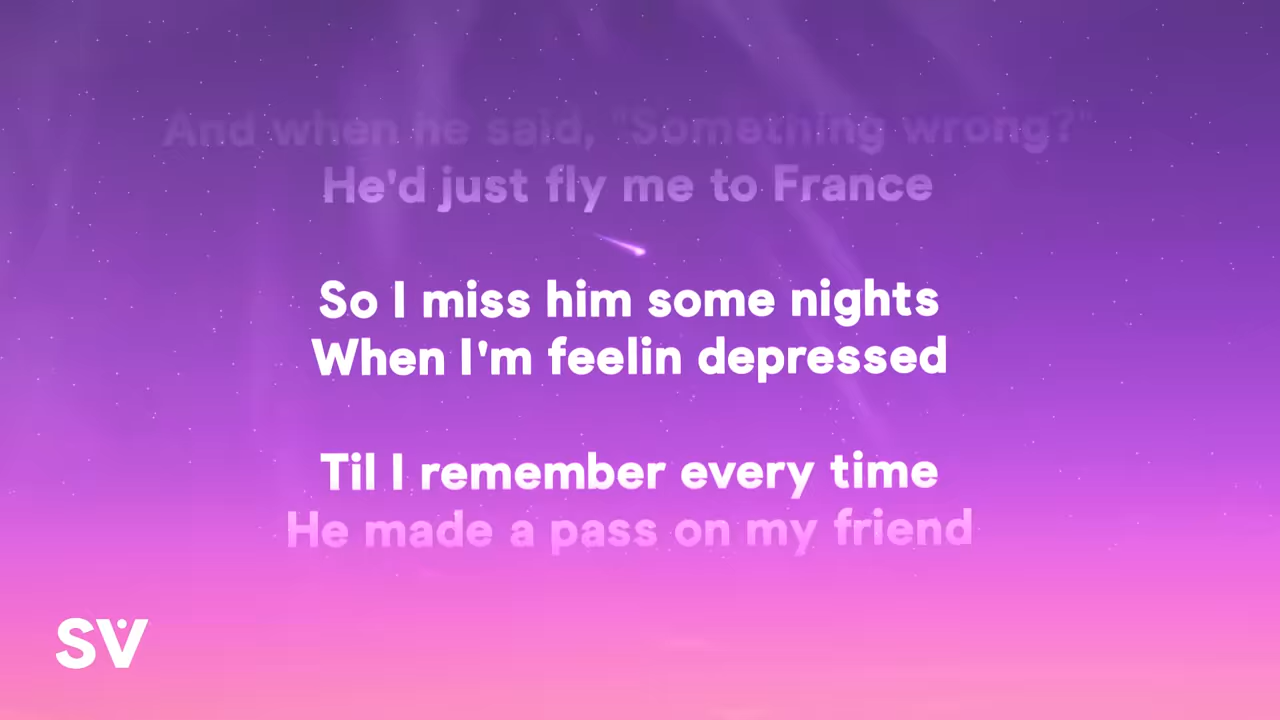 And when he said, "Something wrong?"
He'd just fly me to France
So I miss him some nights
When I'm feelin depressed
Til I remember every time
He made a pass on my friend
SV